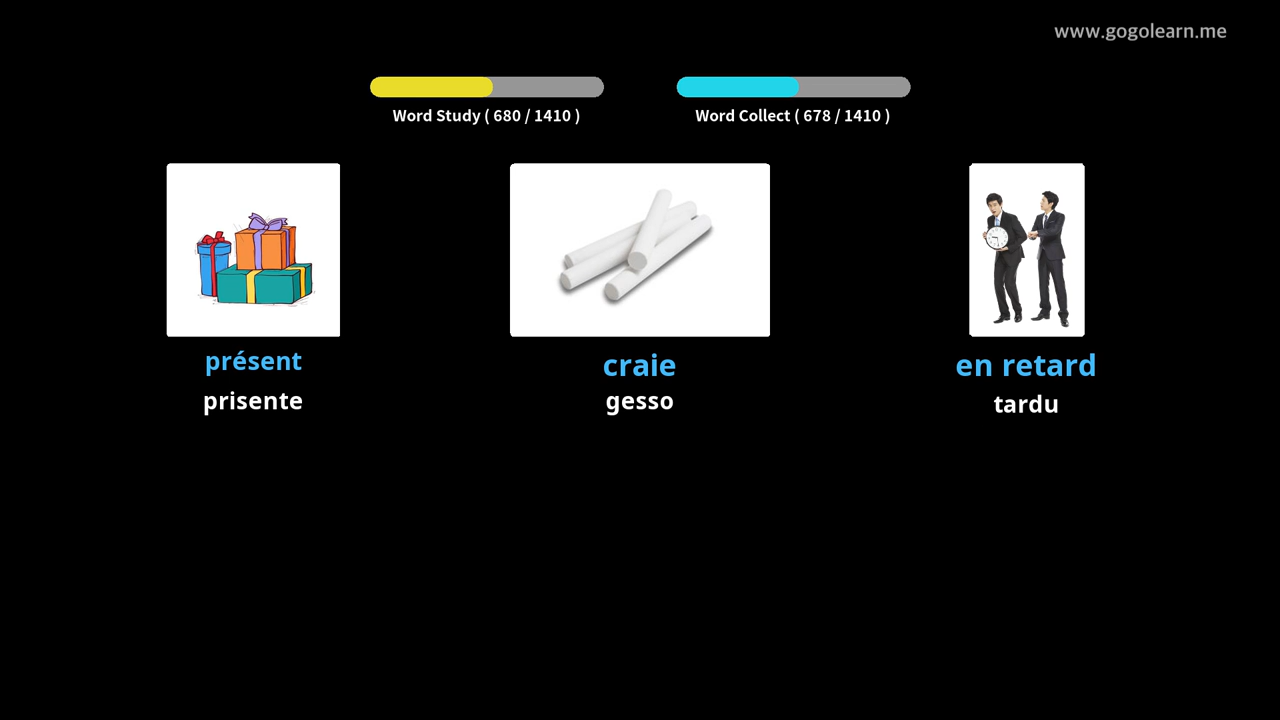 www.gogolearn.me
Word Study ( 680 / 1410 )
Word Collect ( 678 / 1410 )
présent
craie
en retard
prisente
gesso
tardu